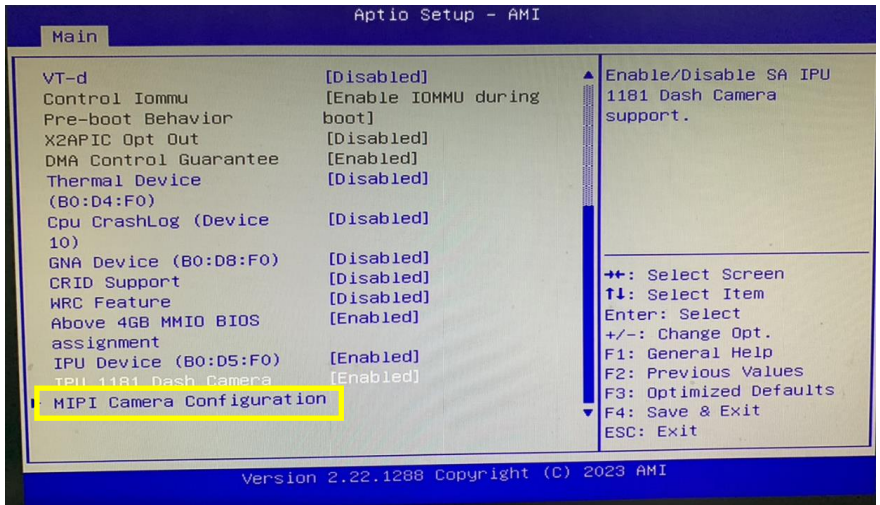 Aptio Setup – AMI
Main
VT-d [Disabled]
Control Iommu [Enable IOMMU during
Pre-boot Behavior boot]
X2APIC Opt Out [Disabled]
DMA Control Guarantee [Enabled]
Thermal Device [Disabled]
(B0:D4:F0)
Cpu CrashLog (Device [Disabled]
10)
GNA Device (B0:D8:F0) [Disabled]
CRID Support [Disabled]
WRC Feature [Disabled]
Above 4GB MMIO BIOS [Enabled]
assignment
IPU Device (B0:D5:F0) [Enabled]
IPU 1181 Dash Camera [Enabled]
MIPI Camera Configuration
Enable/Disable SA IPU
1181 Dash Camera
support.
→←: Select Screen
↑↓: Select Item
Enter: Select
+/-: Change Opt.
F1: General Help
F2: Previous Values
F3: Optimized Defaults
F4: Save & Exit
ESC: Exit
Version 2.22.1288 Copyright (C) 2023 AMI